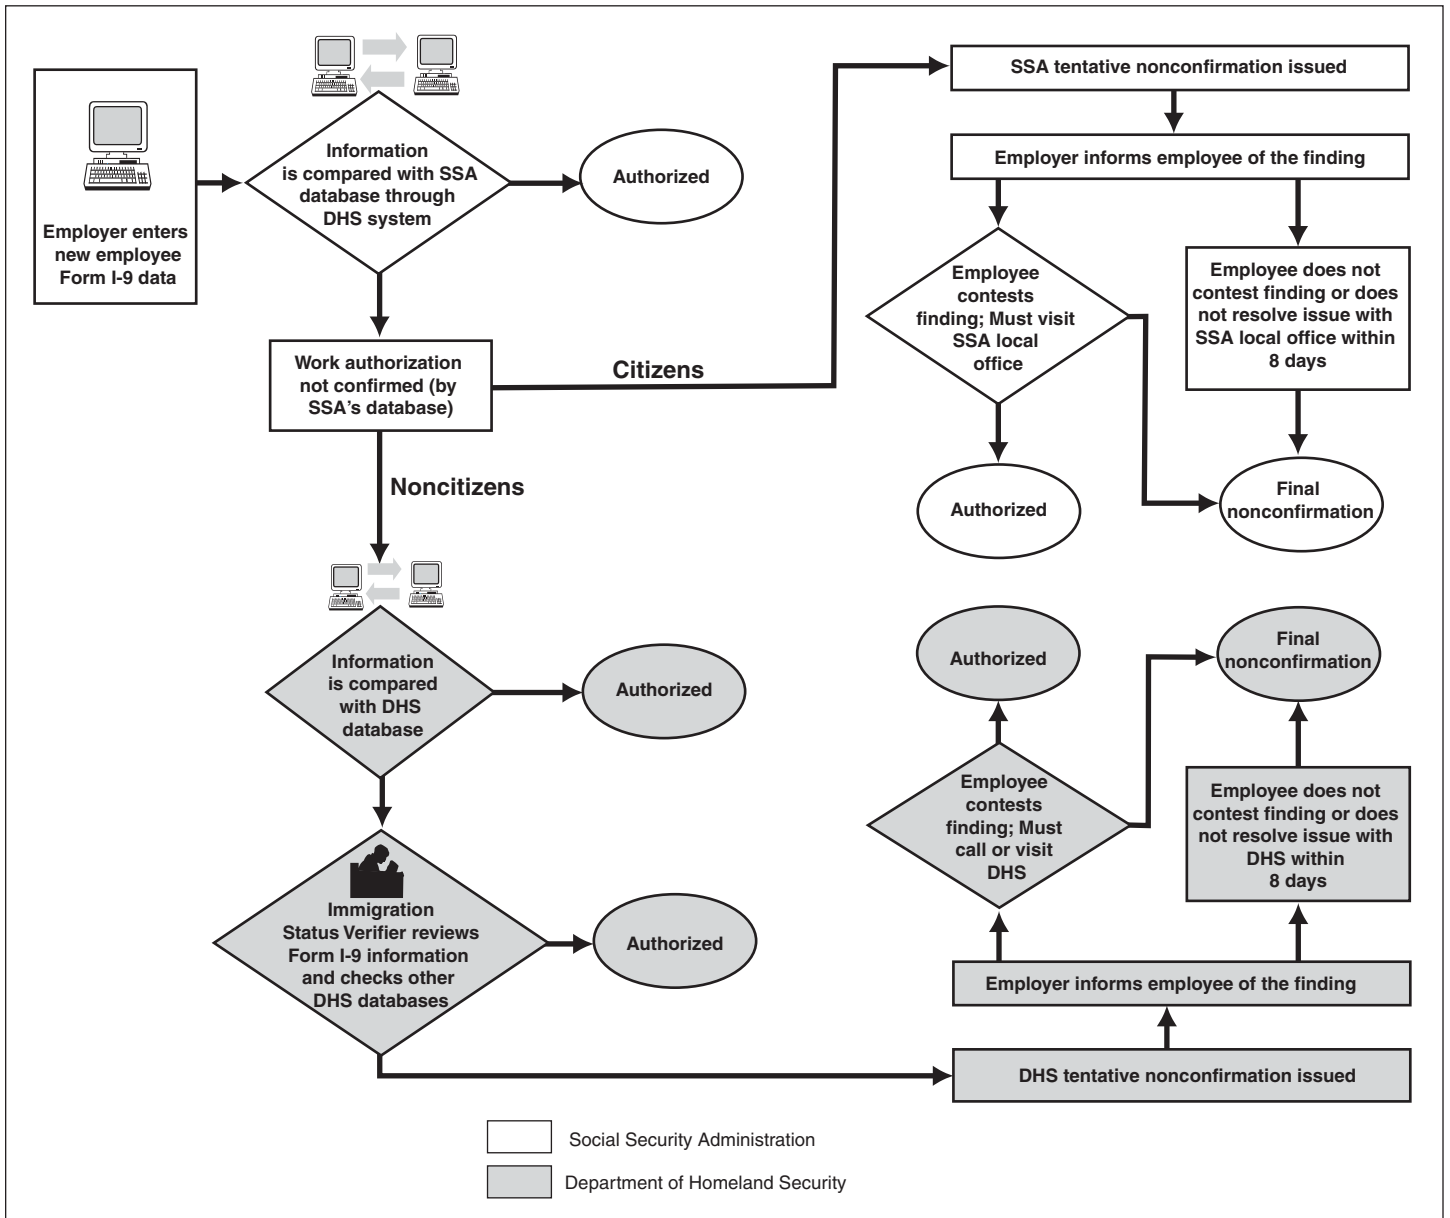 Employer enters
new employee
Form I-9 data
Information
is compared with SSA
database through
DHS system
Authorized
Work authorization
not confirmed (by
SSA's database)
Citizens
Noncitizens
SSA tentative nonconfirmation issued
Employer informs employee of the finding
Employee
contests
finding; Must visit
SSA local
office
Employee does not
contest finding or does
not resolve issue with
SSA local office within
8 days
Authorized
Final
nonconfirmation
Information
is compared
with DHS
database
Authorized
Immigration
Status Verifier reviews
Form I-9 information
and checks other
DHS databases
Authorized
Authorized
Final
nonconfirmation
Employee
contests
finding; Must
call or visit
DHS
Employee does not
contest finding or does
not resolve issue with
DHS within
8 days
Employer informs employee of the finding
DHS tentative nonconfirmation issued
Social Security Administration
Department of Homeland Security